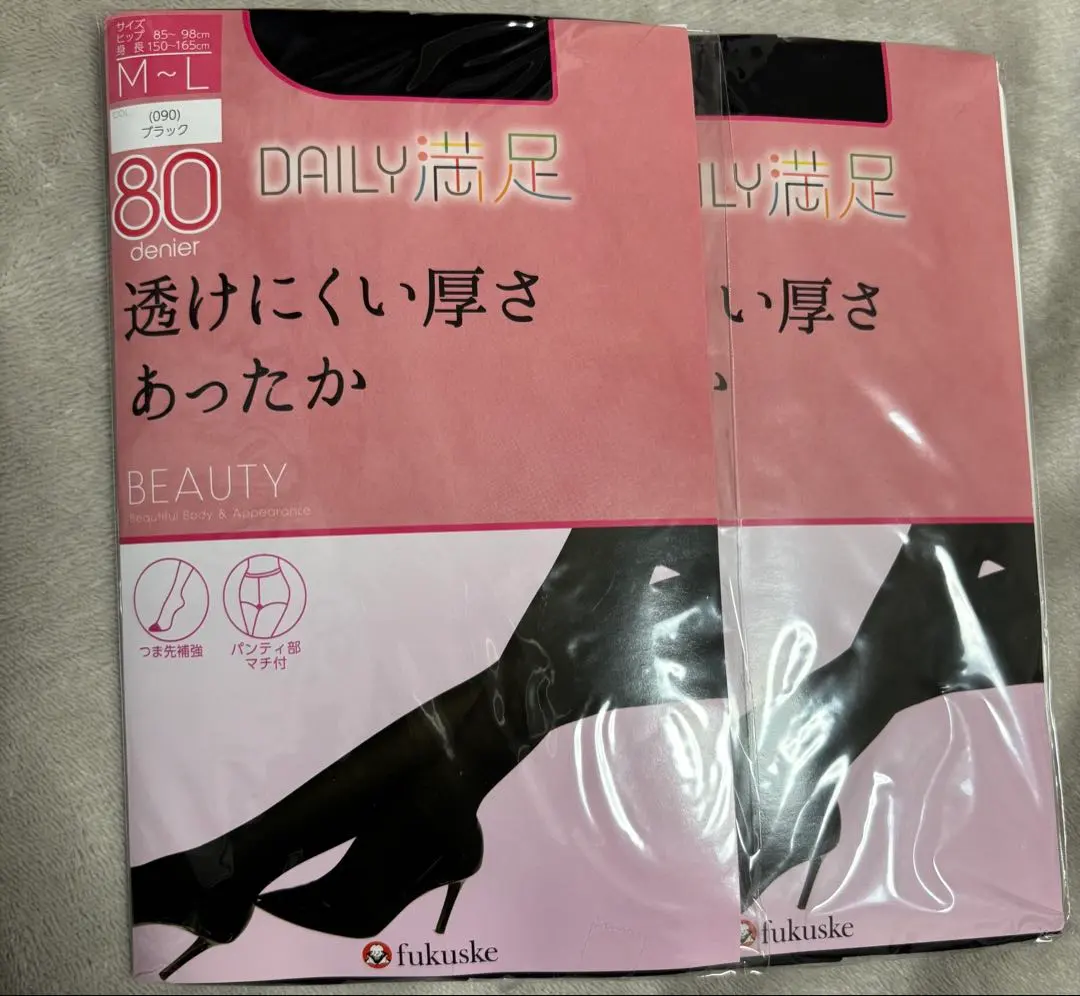 サイズ
ヒップ 85~98cm
身長 150~165cm
M~L
COL.
(090)
ブラック
80
denier
DAILY満足
透けにくい厚さ
あったか
BEAUTY
Beautiful Body & Appearance
つま先補強
パンティ部
マチ付
fukuske
ILY満足
い厚さ
fukuske